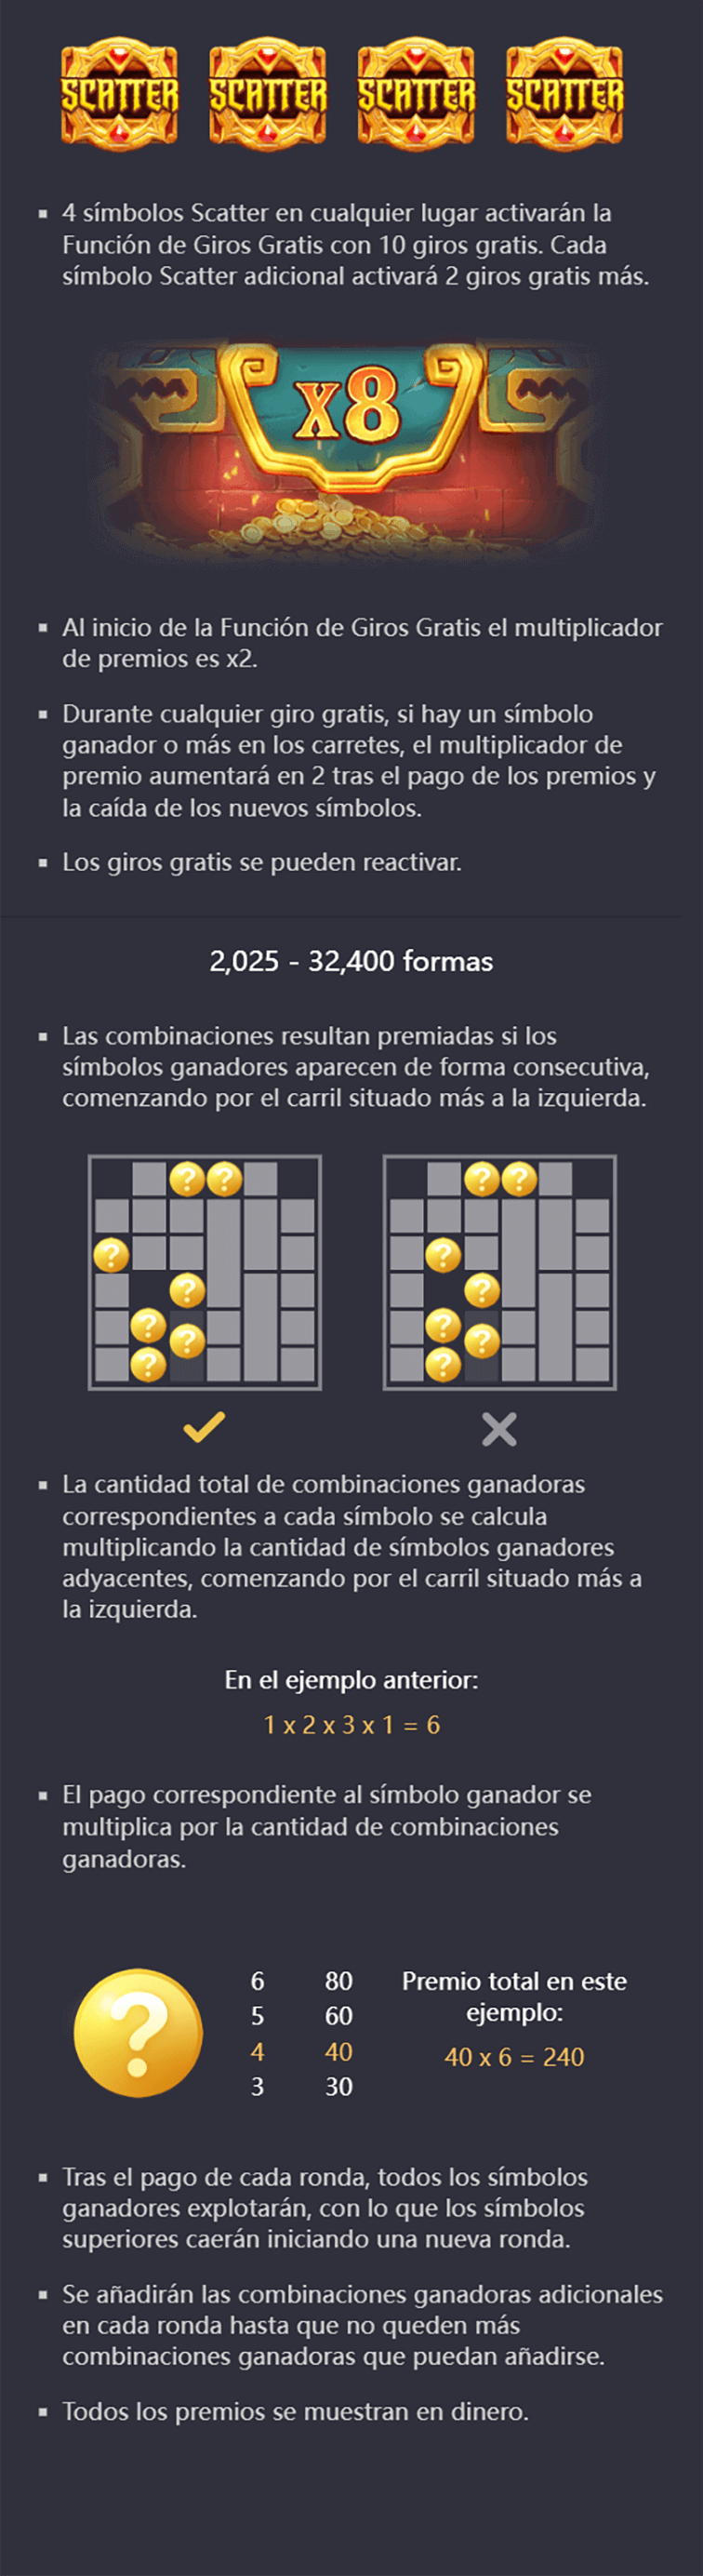 SCATTER SCATTER SCATTER SCATTER
▪ 4 símbolos Scatter en cualquier lugar activarán la
Función de Giros Gratis con 10 giros gratis. Cada
símbolo Scatter adicional activará 2 giros gratis más.
x8
▪ Al inicio de la Función de Giros Gratis el multiplicador
de premios es x2.
▪ Durante cualquier giro gratis, si hay un símbolo
ganador o más en los carretes, el multiplicador de
premio aumentará en 2 tras el pago de los premios y
la caída de los nuevos símbolos.
▪ Los giros gratis se pueden reactivar.
2,025 - 32,400 formas
▪ Las combinaciones resultan premiadas si los
símbolos ganadores aparecen de forma consecutiva,
comenzando por el carril situado más a la izquierda.
? ? ? ?
? ?
? ?
? ? ? ?
? ?
▪ La cantidad total de combinaciones ganadoras
correspondientes a cada símbolo se calcula
multiplicando la cantidad de símbolos ganadores
adyacentes, comenzando por el carril situado más a
la izquierda.
En el ejemplo anterior:
1 x 2 x 3 x 1 = 6
▪ El pago correspondiente al símbolo ganador se
multiplica por la cantidad de combinaciones
ganadoras.
?
6 80
5 60
4 40
3 30
Premio total en este
ejemplo:
40 x 6 = 240
▪ Tras el pago de cada ronda, todos los símbolos
ganadores explotarán, con lo que los símbolos
superiores caerán iniciando una nueva ronda.
▪ Se añadirán las combinaciones ganadoras adicionales
en cada ronda hasta que no queden más
combinaciones ganadoras que puedan añadirse.
▪ Todos los premios se muestran en dinero.